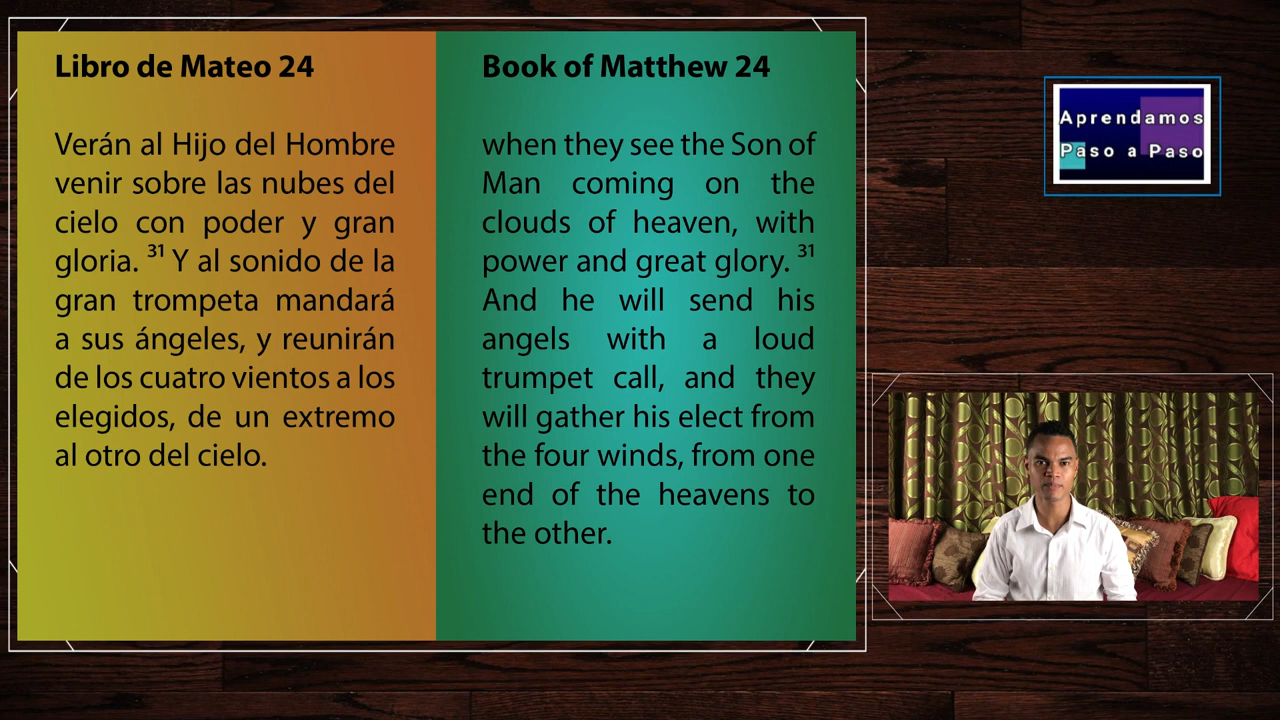 Libro de Mateo 24
Verán al Hijo del Hombre
venir sobre las nubes del
cielo con poder y gran
gloria. ³¹ Y al sonido de la
gran trompeta mandará
a sus ángeles, y reunirán
de los cuatro vientos a los
elegidos, de un extremo
al otro del cielo.
Book of Matthew 24
when they see the Son of
Man coming on the
clouds of heaven, with
power and great glory. ³¹
And he will send his
angels with a loud
trumpet call, and they
will gather his elect from
the four winds, from one
end of the heavens to
the other.
Aprendamos
Paso a Paso